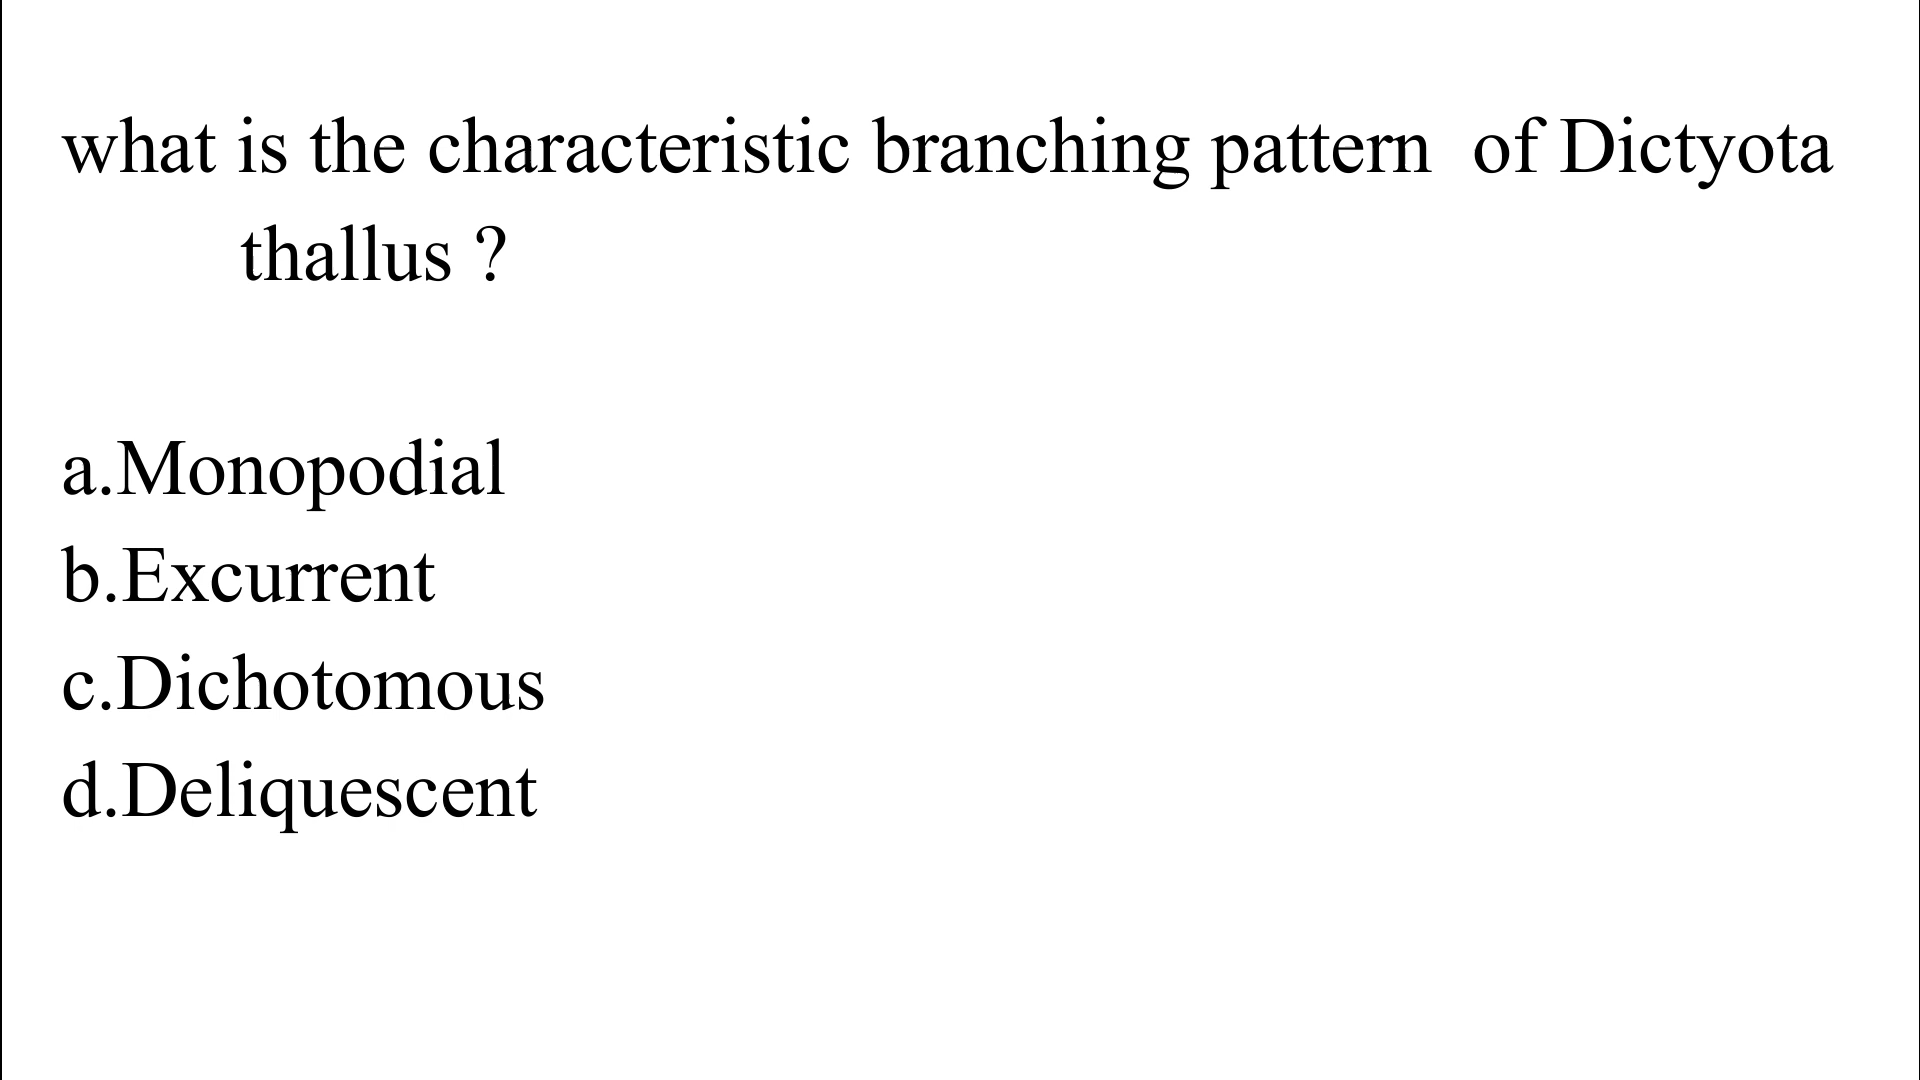 what is the characteristic branching pattern  of Dictyota
thallus ?
a.Monopodial
b.Excurrent
c.Dichotomous
d.Deliquescent